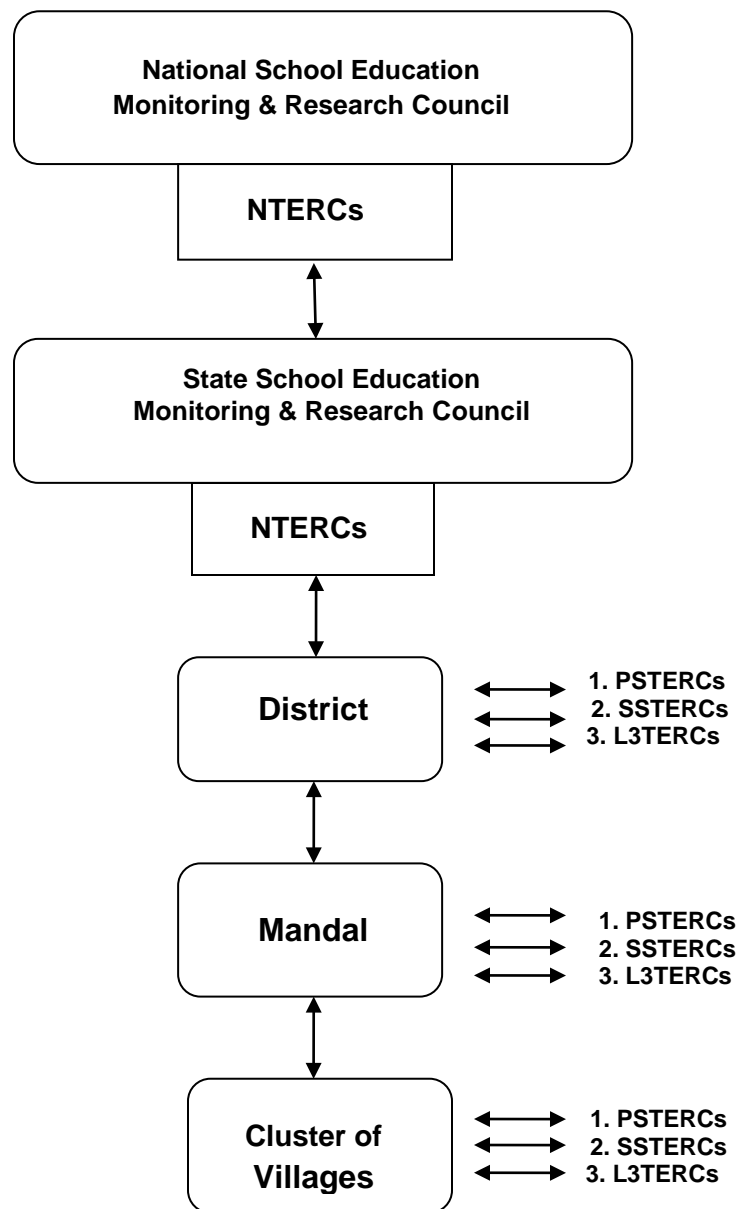 National School Education
Monitoring & Research Council
NTERCs
State School Education
Monitoring & Research Council
NTERCs
District
1. PSTERCs
2. SSTERCs
3. L3TERCs
Mandal
1. PSTERCs
2. SSTERCs
3. L3TERCs
Cluster of
Villages
1. PSTERCs
2. SSTERCs
3. L3TERCs